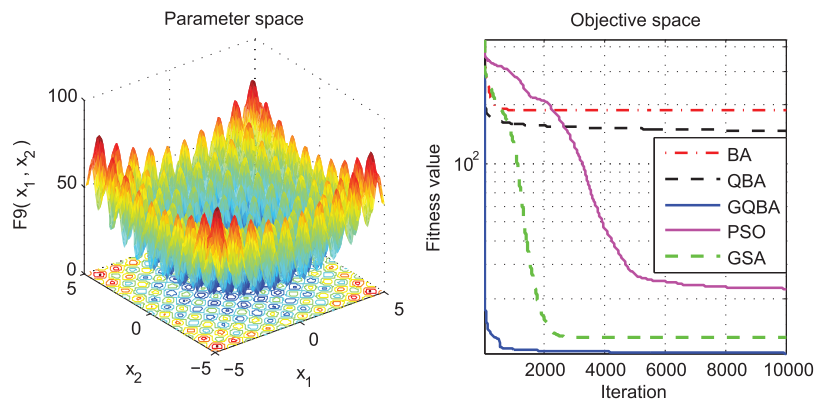 Parameter space
100
50
0
F9( x1 , x2 )
5
0
−5
x2
−5
0
5
x1
Objective space
Fitness value
10^2
BA
QBA
GQBA
PSO
GSA
2000 4000 6000 8000 10000
Iteration